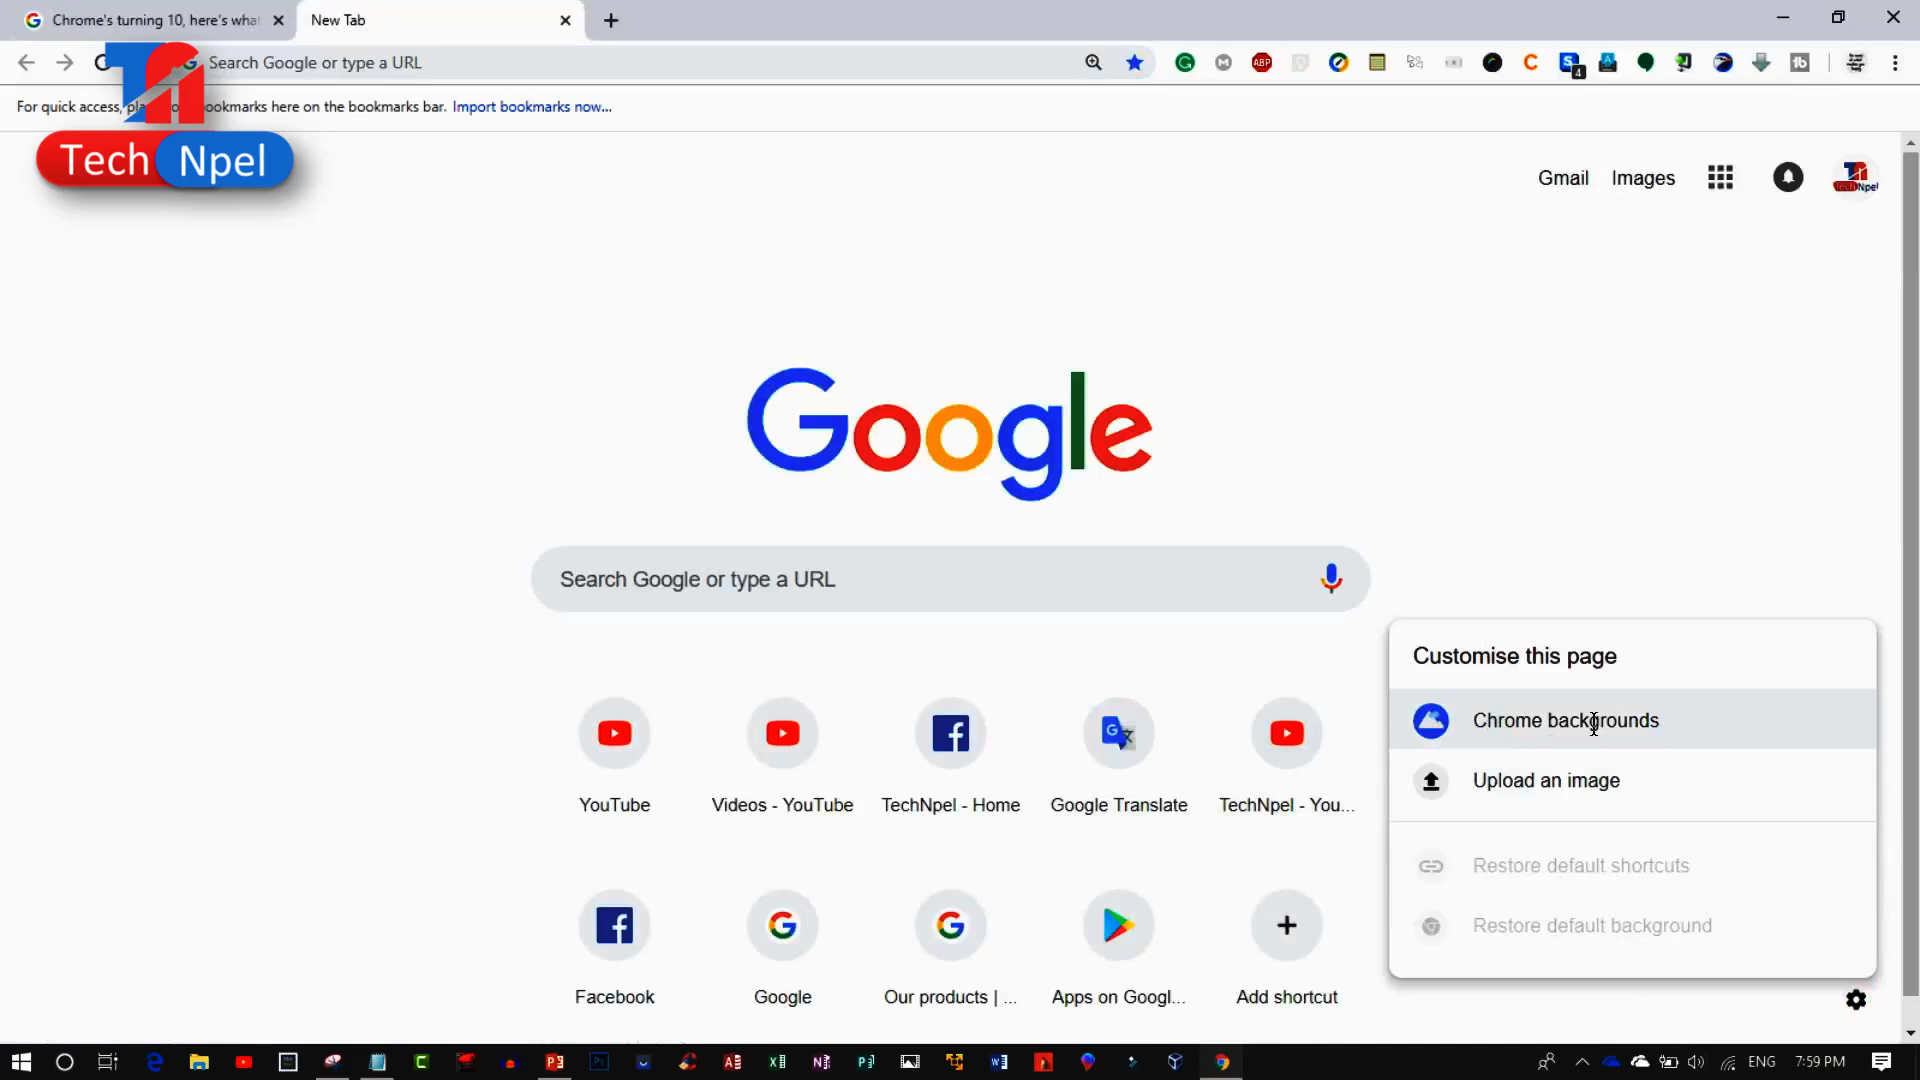 Chrome's turning 10, here's what
New Tab
Search Google or type a URL
ABP
4
For quick access, pla ookmarks here on the bookmarks bar. Import bookmarks now...
Tech Npel
Gmail
Images
Google
Search Google or type a URL
Customise this page
Chrome backgrounds
Upload an image
Restore default shortcuts
Restore default background
YouTube
Videos - YouTube
TechNpel - Home
Google Translate
TechNpel - You...
Facebook
Google
Our products | ...
Apps on Googl...
Add shortcut
ENG
7:59 PM